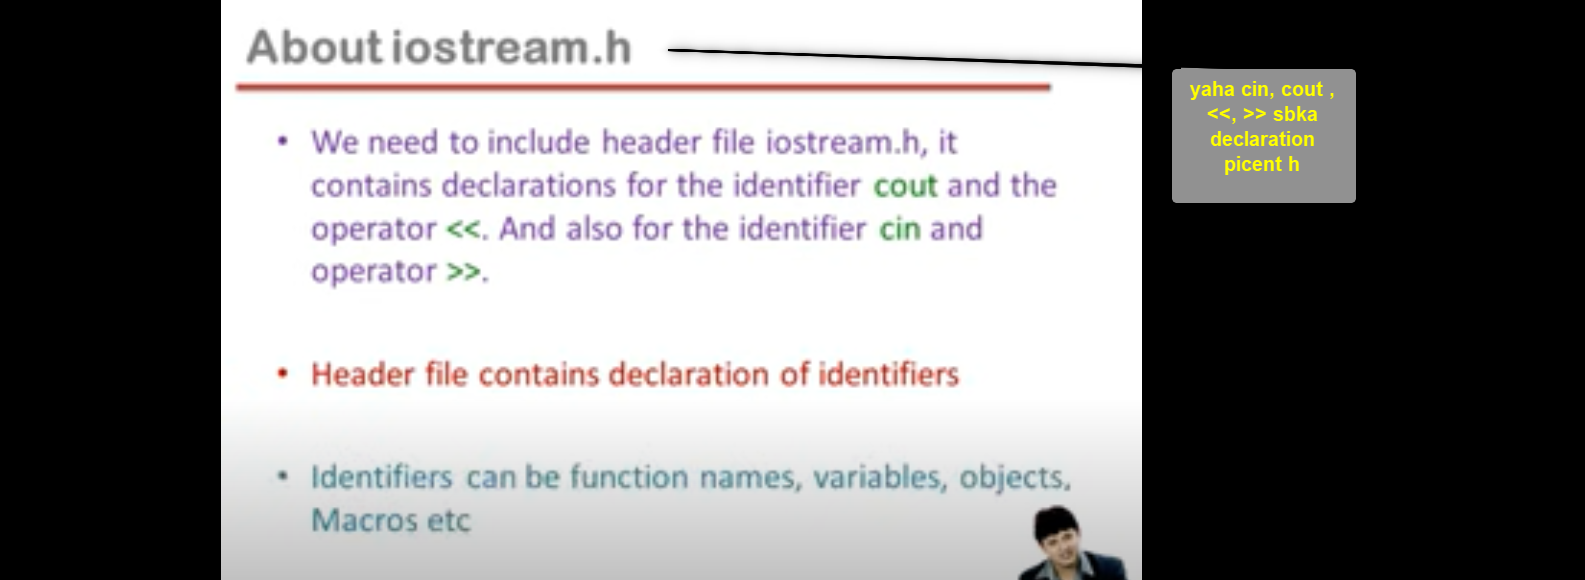 About iostream.h
• We need to include header file iostream.h, it
contains declarations for the identifier cout and the
operator <<. And also for the identifier cin and
operator >>.
• Header file contains declaration of identifiers
• Identifiers can be function names, variables, objects,
Macros etc
yaha cin, cout ,
<<, >> sbka
declaration
picent h